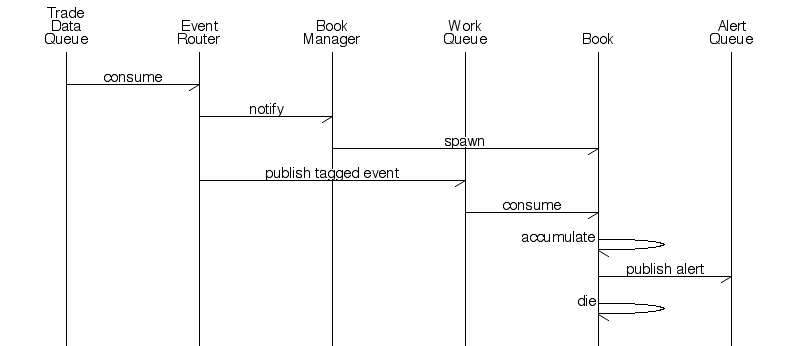 Trade
Data
Queue
Event
Router
Book
Manager
Work
Queue
Book
Alert
Queue
consume
notify
spawn
publish tagged event
consume
accumulate
publish alert
die